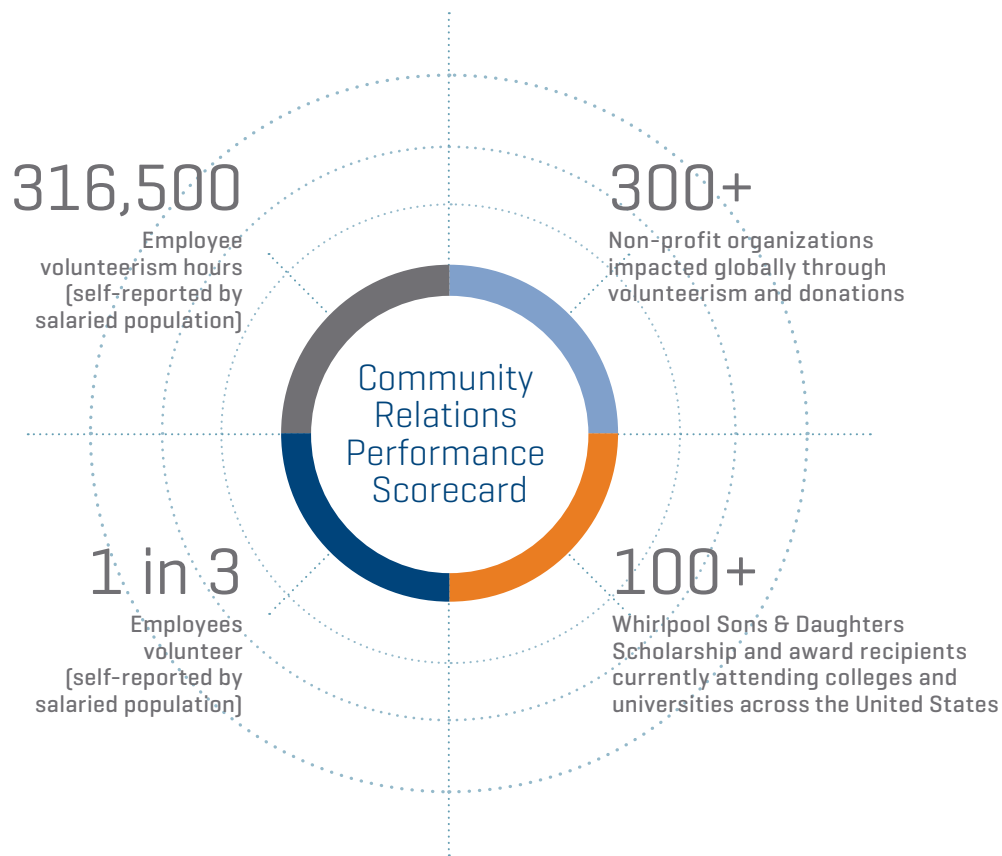 316,500
Employee
volunteerism hours
(self-reported by
salaried population)
300+
Non-profit organizations
impacted globally through
volunteerism and donations
Community
Relations
Performance
Scorecard
1 in 3
Employees
volunteer
(self-reported by
salaried population)
100+
Whirlpool Sons & Daughters
Scholarship and award recipients
currently attending colleges and
universities across the United States